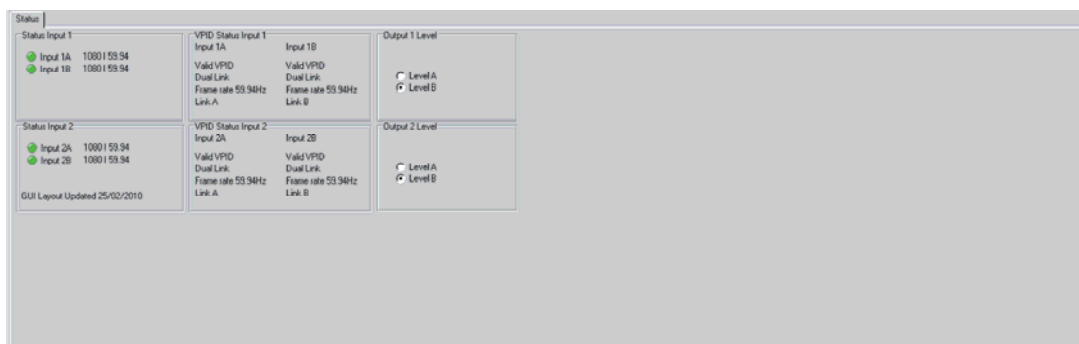 Status
Status Input 1
Input 1A 1080 I 59.94
Input 1B 1080 I 59.94
VPID Status Input 1
Input 1A Input 1B
Valid VPID Valid VPID
Dual Link Dual Link
Frame rate 59.94Hz Frame rate 59.94Hz
Link A Link B
Output 1 Level
Level A
Level B
Status Input 2
Input 2A 1080 I 59.94
Input 2B 1080 I 59.94
GUI Layout Updated 25/02/2010
VPID Status Input 2
Input 2A Input 2B
Valid VPID Valid VPID
Dual Link Dual Link
Frame rate 59.94Hz Frame rate 59.94Hz
Link A Link B
Output 2 Level
Level A
Level B